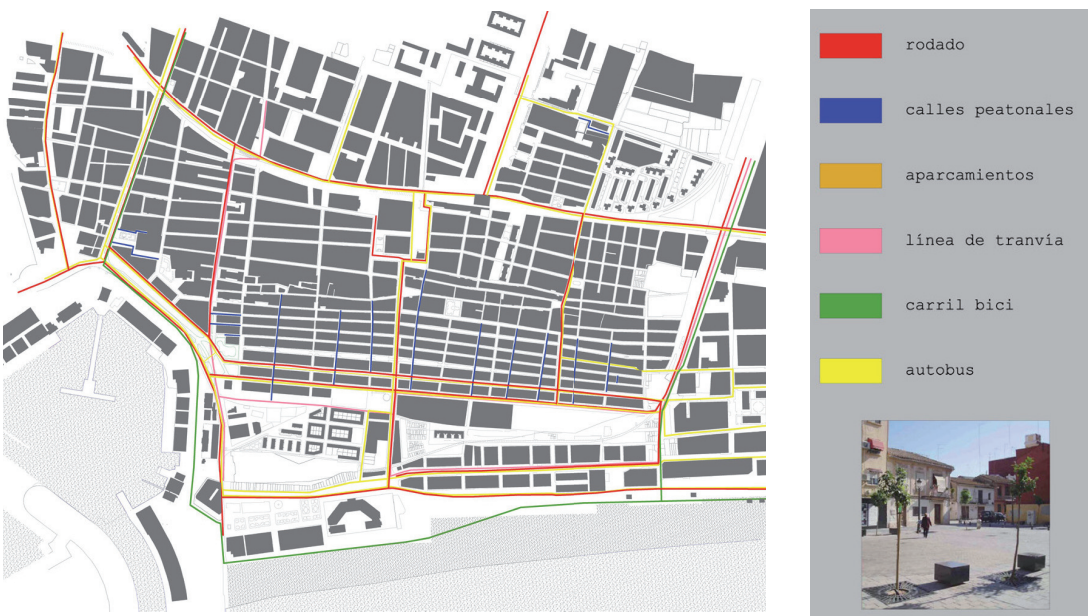 rodado
calles peatonales
aparcamientos
línea de tranvía
carril bici
autobus